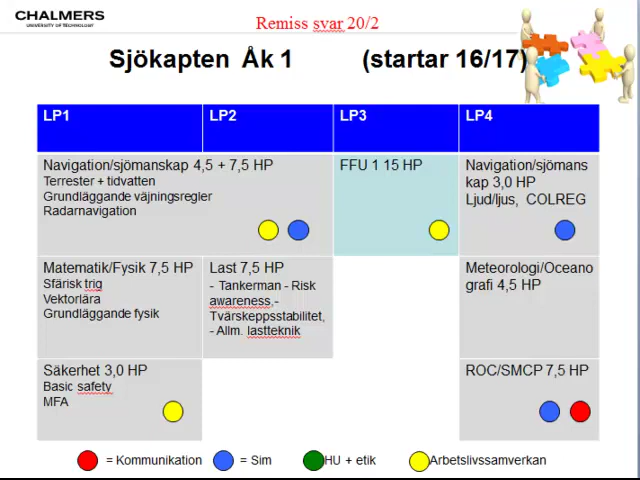 CHALMERS
UNIVERSITY OF TECHNOLOGY
Remiss svar 20/2
Sjökapten Åk 1 (startar 16/17)
LP1 LP2 LP3 LP4
Navigation/sjömanskap 4,5 + 7,5 HP
Terrester + tidvatten
Grundläggande väjningsregler
Radarnavigation
FFU 1 15 HP
Navigation/sjömans
kap 3,0 HP
Ljud/ljus, COLREG
Matematik/Fysik 7,5 HP
Sfärisk trig
Vektorlära
Grundläggande fysik
Last 7,5 HP
- Tankerman - Risk
awareness,-
Tvärskeppsstabilitet,
- Allm. lastteknik
Meteorologi/Oceano
grafi 4,5 HP
Säkerhet 3,0 HP
Basic safety
MFA
ROC/SMCP 7,5 HP
= Kommunikation = Sim HU + etik Arbetslivssamverkan